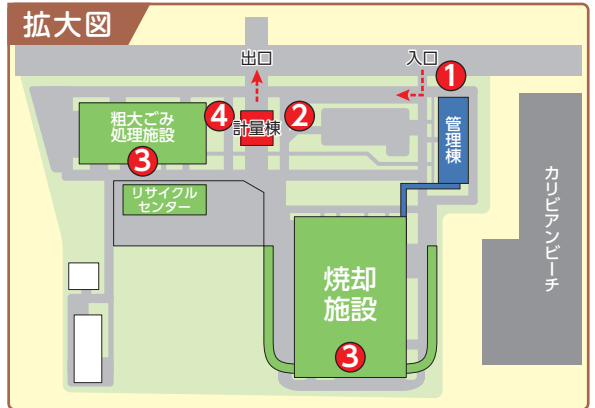 拡大図
出口
入口
1
粗大ごみ
処理施設
4
計量棟
2
管理棟
3
リサイクル
センター
カリビアンビーチ
焼却
施設
3